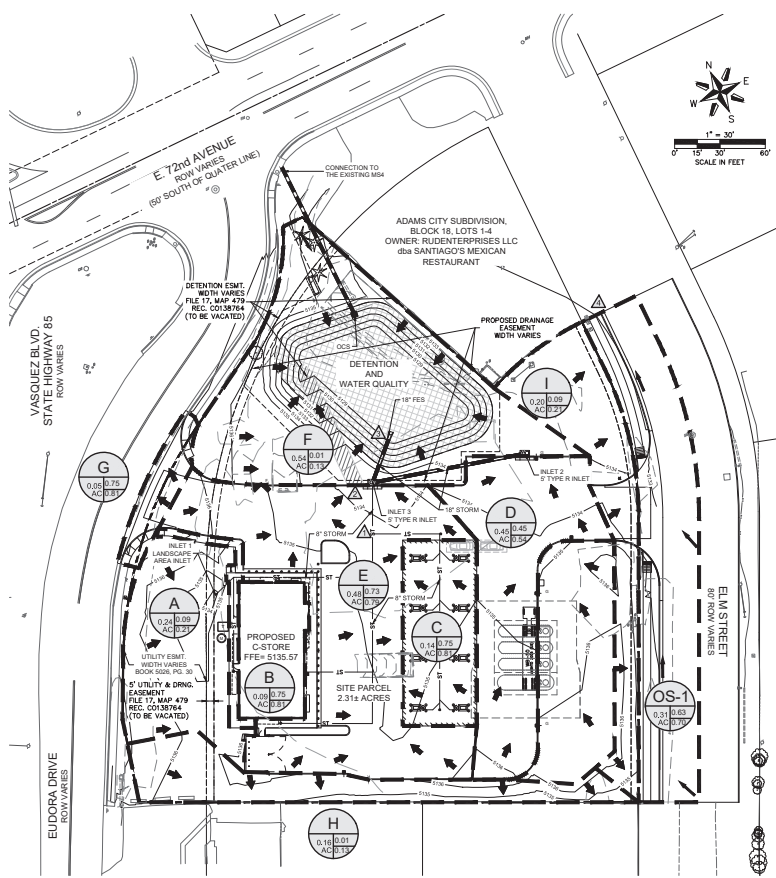 N
E
W
S
1" = 30'
0' 15' 30' 60'
SCALE IN FEET
E. 72nd AVENUE
ROW VARIES
(50' SOUTH OF QUATER LINE)
CONNECTION TO
THE EXISTING MS4
ADAMS CITY SUBDIVISION,
BLOCK 18, LOTS 1-4
OWNER: RUDENTERPRISES LLC
dba SANTIAGO'S MEXICAN
RESTAURANT
DETENTION ESMT.
WIDTH VARIES
FILE 17, MAP 479
REC. C0138764
(TO BE VACATED)
PROPOSED DRAINAGE
EASEMENT
WIDTH VARIES
VASQUEZ BLVD.
STATE HIGHWAY 85
ROW VARIES
OCS
DETENTION
AND
WATER QUALITY
18" FES
4
I
0.20 0.09
AC 0.21
F
0.54 0.01
AC 0.13
3
G
0.05 0.75
AC 0.81
INLET 2
5' TYPE R INLET
2
INLET 3
5' TYPE R INLET
18" STORM
D
0.45 0.45
AC 0.54
8" STORM
1
ST
INLET 1
LANDSCAPE
AREA INLET
E
0.48 0.73
AC 0.79
8" STORM
A
0.24 0.09
AC 0.21
C
0.14 0.75
AC 0.81
PROPOSED
C-STORE
FFE= 5135.57
B
0.09 0.75
AC 0.81
SITE PARCEL
2.31± ACRES
UTILITY ESMT.
WIDTH VARIES
BOOK 5026, PG. 30
5' UTILITY & DRNG.
EASEMENT
FILE 17, MAP 479
REC. C0138764
(TO BE VACATED)
ELM STREET
80' ROW VARIES
OS-1
0.31 0.63
AC 0.70
EUDORA DRIVE
ROW VARIES
H
0.16 0.01
AC 0.13